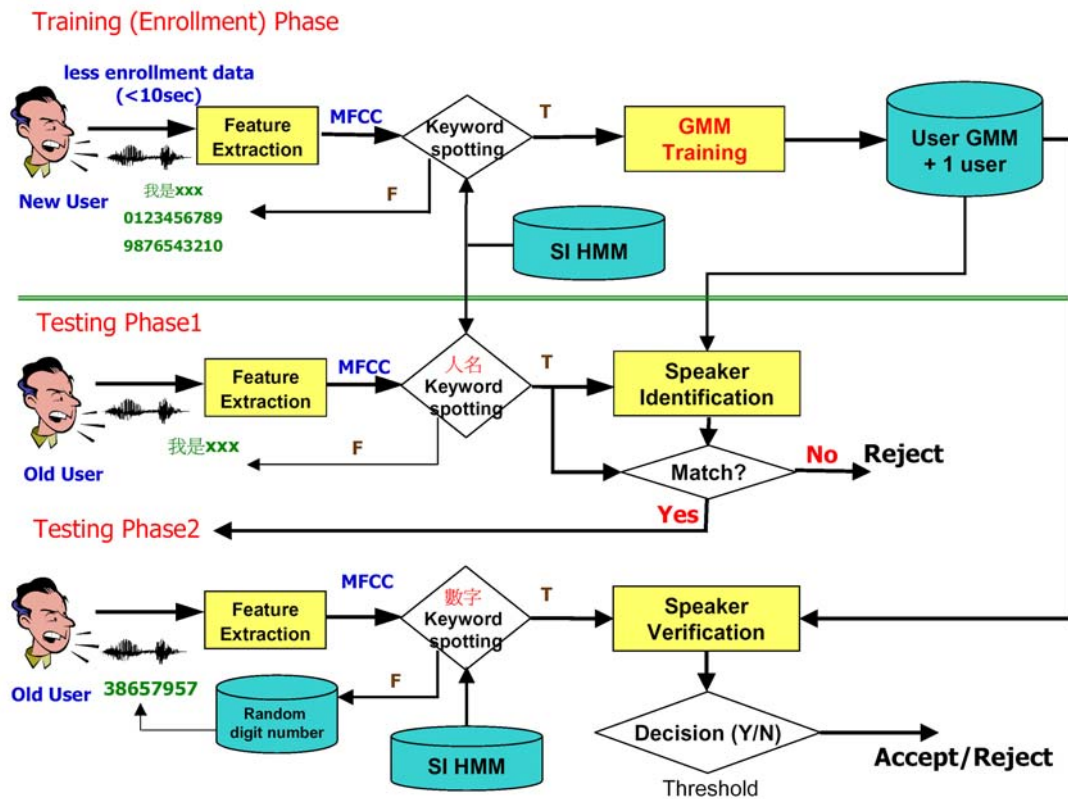 Training (Enrollment) Phase
less enrollment data
(<10sec)
New User
我是xxx
0123456789
9876543210
Feature
Extraction
MFCC
Keyword
spotting
T
F
GMM
Training
User GMM
+ 1 user
SI HMM
Testing Phase1
Old User
我是xxx
Feature
Extraction
MFCC
人名
Keyword
spotting
T
F
Speaker
Identification
Match?
No
Reject
Yes
Testing Phase2
Old User
38657957
Feature
Extraction
MFCC
數字
Keyword
spotting
T
F
Random
digit number
SI HMM
Speaker
Verification
Decision (Y/N)
Threshold
Accept/Reject